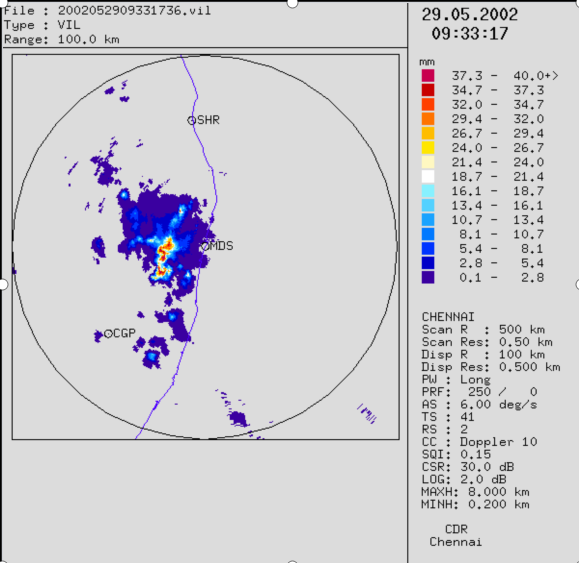 File : 2002052909331736.vil
Type : VIL
Range: 100.0 km
29.05.2002
09:33:17
mm
37.3 - 40.0+>
34.7 - 37.3
32.0 - 34.7
29.4 - 32.0
26.7 - 29.4
24.0 - 26.7
21.4 - 24.0
18.7 - 21.4
16.1 - 18.7
13.4 - 16.1
10.7 - 13.4
8.1 - 10.7
5.4 - 8.1
2.8 - 5.4
0.1 - 2.8
SHR
MDS
CGP
CHENNAI
Scan R : 500 km
Scan Res: 0.50 km
Disp R : 100 km
Disp Res: 0.500 km
PW : Long
PRF: 250 / 0
AS : 6.00 deg/s
TS : 41
RS : 2
CC : Doppler 10
SQI: 0.15
CSR: 30.0 dB
LOG: 2.0 dB
MAXH: 8.000 km
MINH: 0.200 km
CDR
Chennai